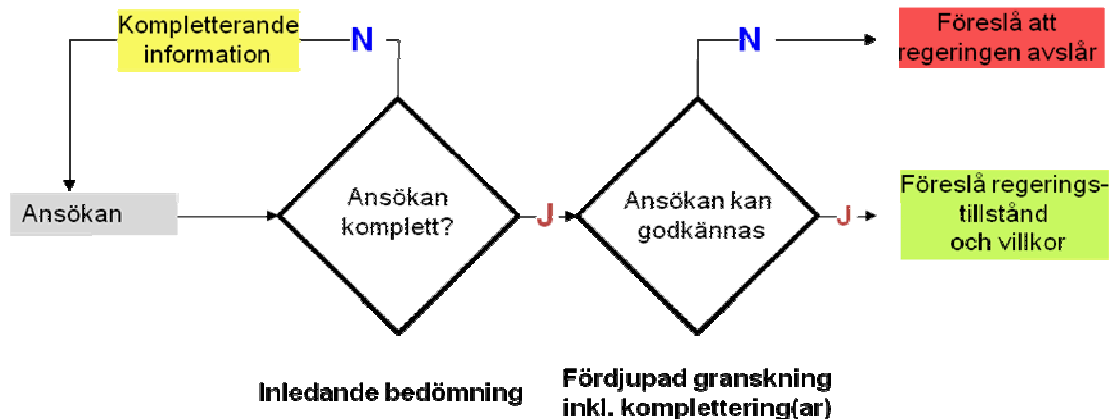 Kompletterande
information
N
N
Föreslå att
regeringen avslår
Ansökan
Ansökan
komplett?
J
Ansökan kan
godkännas
J
Föreslå regerings-
tillstånd
och villkor
Inledande bedömning
Fördjupad granskning
inkl. komplettering(ar)